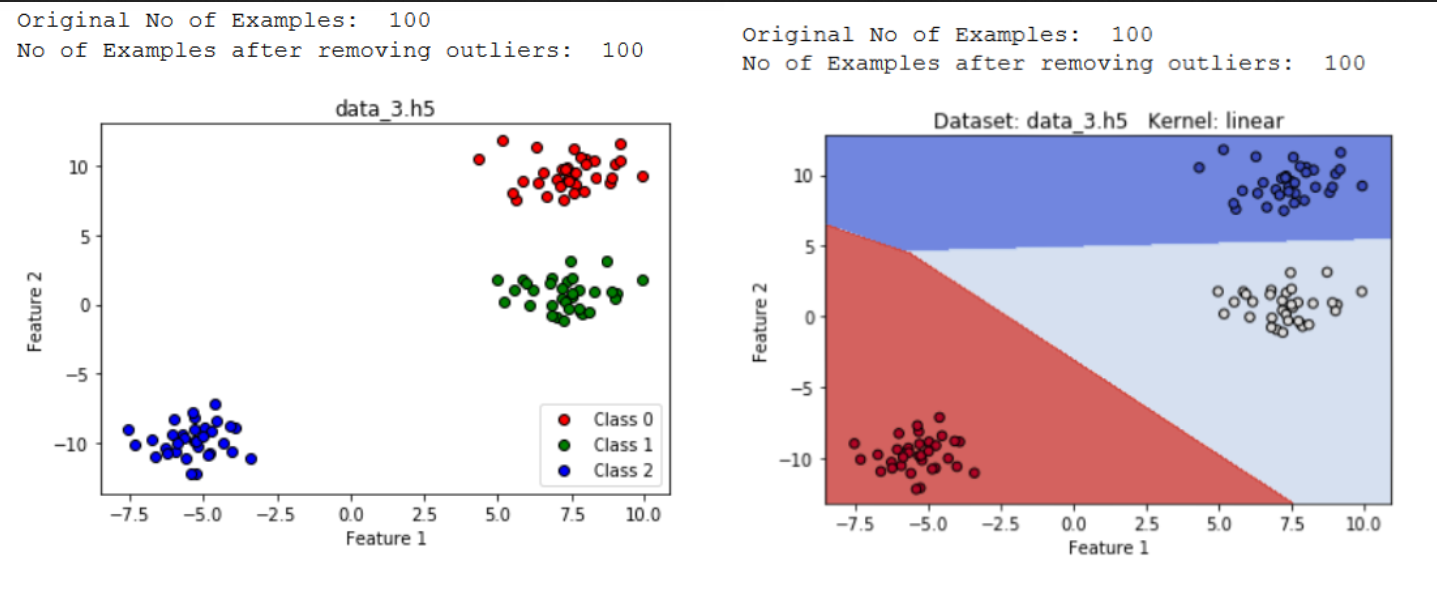 Original No of Examples:  100
No of Examples after removing outliers:  100
data_3.h5
10
5
0
−5
−10
Feature 2
Class 0
Class 1
Class 2
−7.5 −5.0 −2.5 0.0 2.5 5.0 7.5 10.0
Feature 1
Original No of Examples:  100
No of Examples after removing outliers:  100
Dataset: data_3.h5   Kernel: linear
10
5
0
−5
−10
Feature 2
−7.5 −5.0 −2.5 0.0 2.5 5.0 7.5 10.0
Feature 1